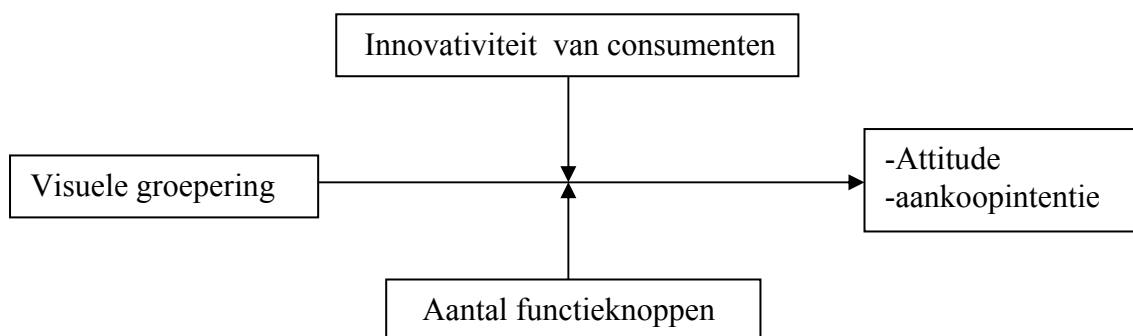 Innovativiteit van consumenten
Visuele groepering
-Attitude
-aankoopintentie
Aantal functieknoppen